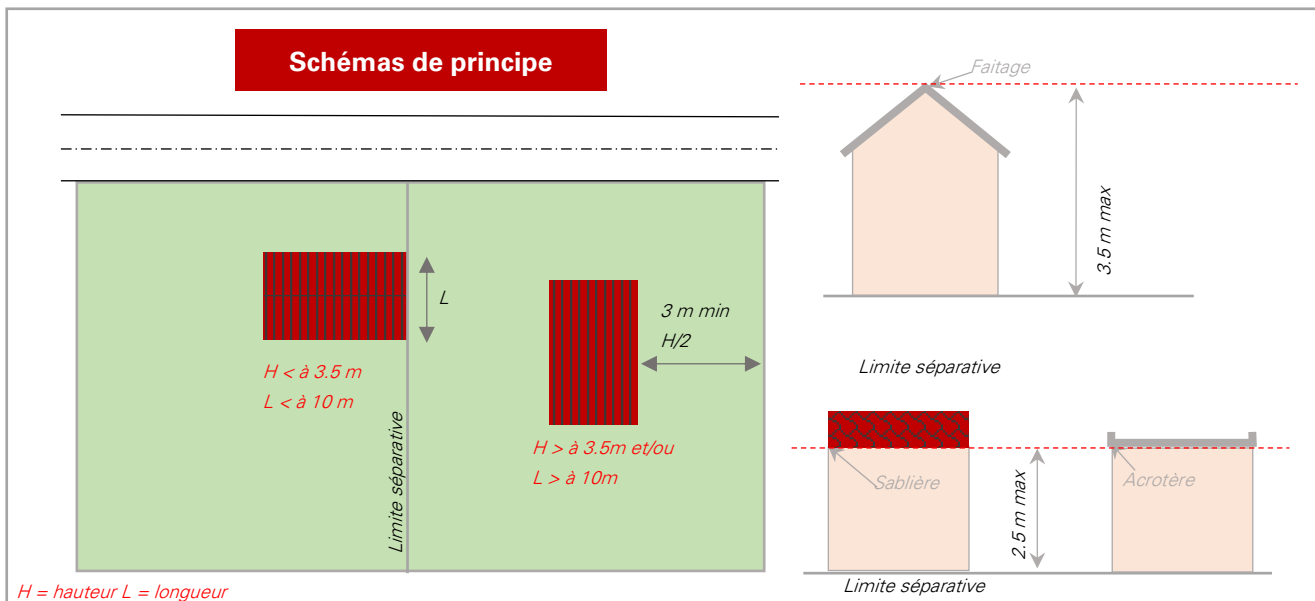 Schémas de principe
Faitage
3.5 m max
L
3 m min
H/2
H < à 3.5 m
L < à 10 m
Limite séparative
H > à 3.5m et/ou
L > à 10m
Limite séparative
Sablière
2.5 m max
Acrotère
Limite séparative
H = hauteur L = longueur